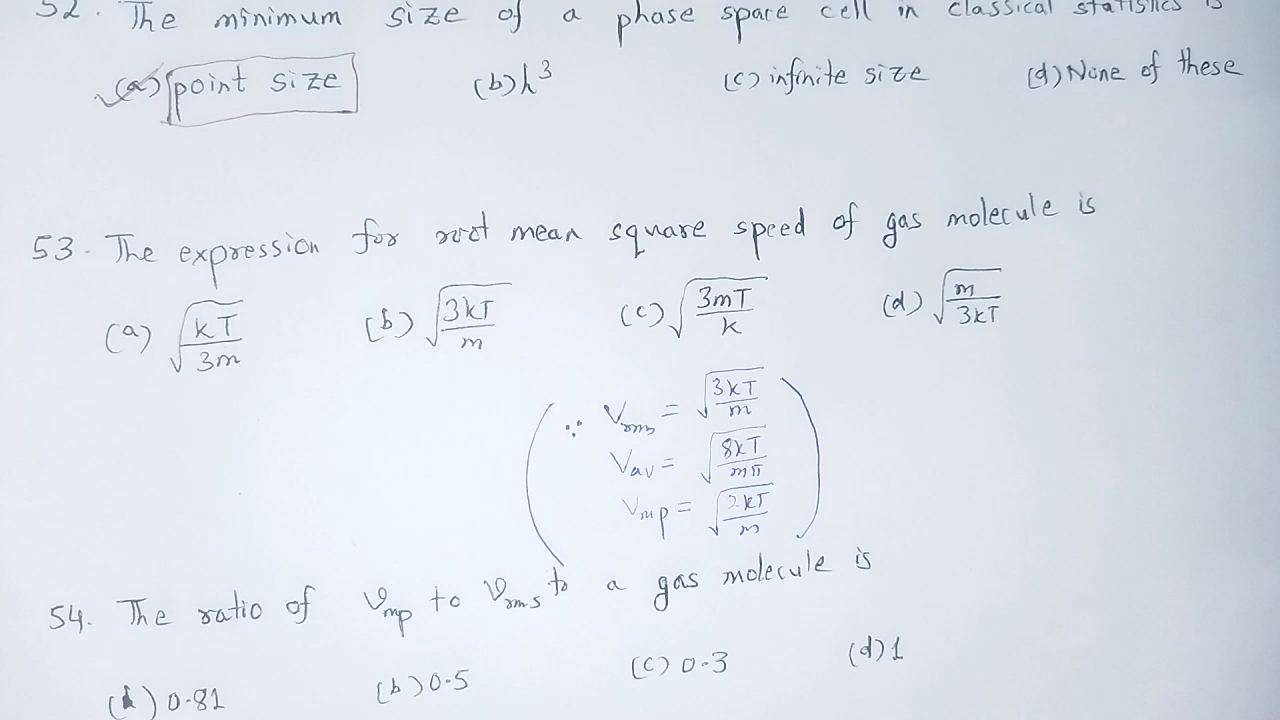 52. The minimum size of a phase space cell in classical statistics is
(a) point size (b) h³ (c) infinite size (d) None of these
53. The expression for root mean square speed of gas molecule is
(a) √(kT/3m) (b) √(3kT/m) (c) √(3mT/k) (d) √(m/3kT)
(∵ Vrms = √(3kT/m)
Vav = √(8kT/mπ)
Vmp = √(2kT/m))
54. The ratio of Vmp to Vrms to a gas molecule is
( ) 0.81 (b) 0.5 (c) 0.3 (d) 1